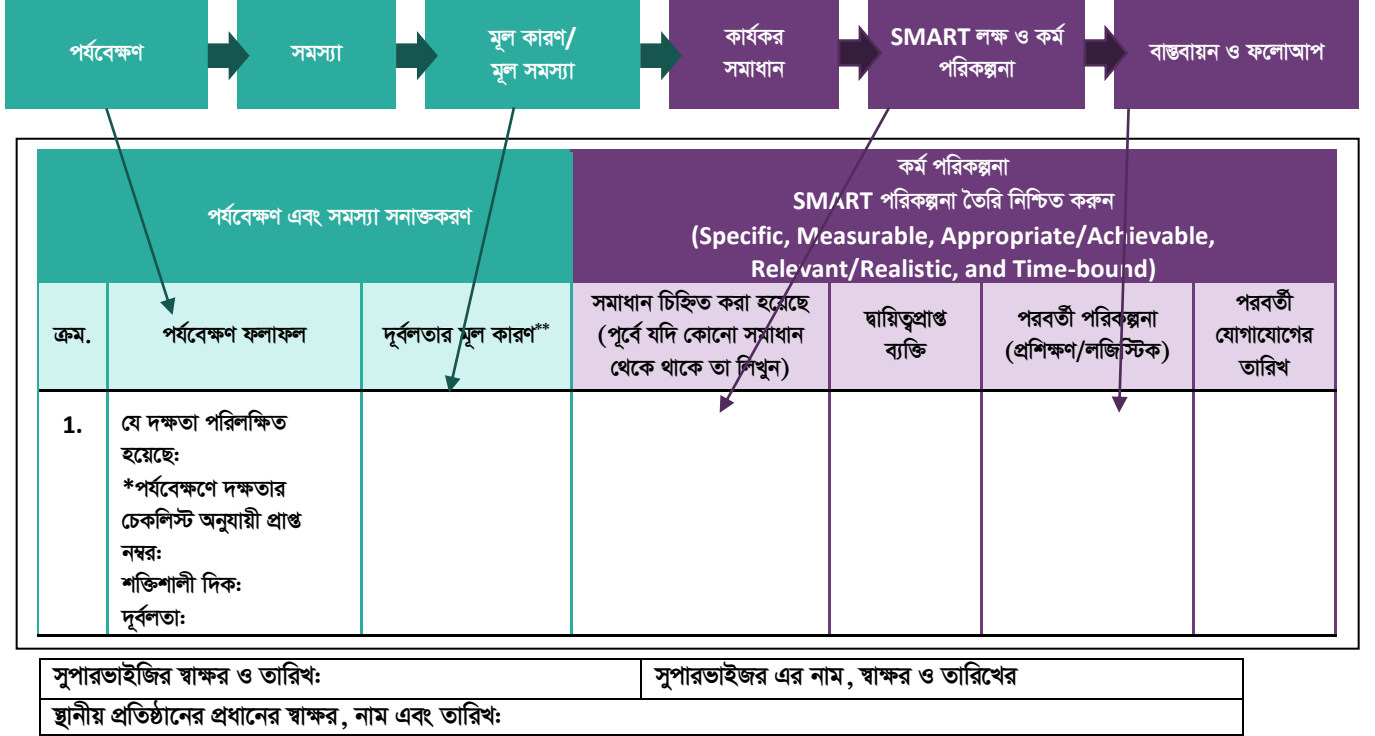 পর্যবেক্ষণ
সমস্যা
মূল কারণ/
মূল সমস্যা
কার্যকর
সমাধান
SMART লক্ষ ও কর্ম
পরিকল্পনা
বাস্তবায়ন ও ফলোআপ
পর্যবেক্ষণ এবং সমস্যা সনাক্তকরণ
কর্ম পরিকল্পনা
SMART পরিকল্পনা তৈরি নিশ্চিত করুন
(Specific, Measurable, Appropriate/Achievable,
Relevant/Realistic, and Time-bound)
ক্রম.
পর্যবেক্ষণ ফলাফল
দূর্বলতার মূল কারণ**
সমাধান চিহ্নিত করা হয়েছে
(পূর্বে যদি কোনো সমাধান
থেকে থাকে তা লিখুন)
দ্বায়িত্বপ্রাপ্ত
ব্যক্তি
পরবর্তী পরিকল্পনা
(প্রশিক্ষণ/লজিস্টিক)
পরবর্তী
যোগাযোগের
তারিখ
1.
যে দক্ষতা পরিলক্ষিত
হয়েছে:
*পর্যবেক্ষণে দক্ষতার
চেকলিস্ট অনুযায়ী প্রাপ্ত
নম্বর:
শক্তিশালী দিক:
দূর্বলতা:
সুপারভাইজির স্বাক্ষর ও তারিখ:
সুপারভাইজর এর নাম, স্বাক্ষর ও তারিখের
স্থানীয় প্রতিষ্ঠানের প্রধানের স্বাক্ষর, নাম এবং তারিখ: